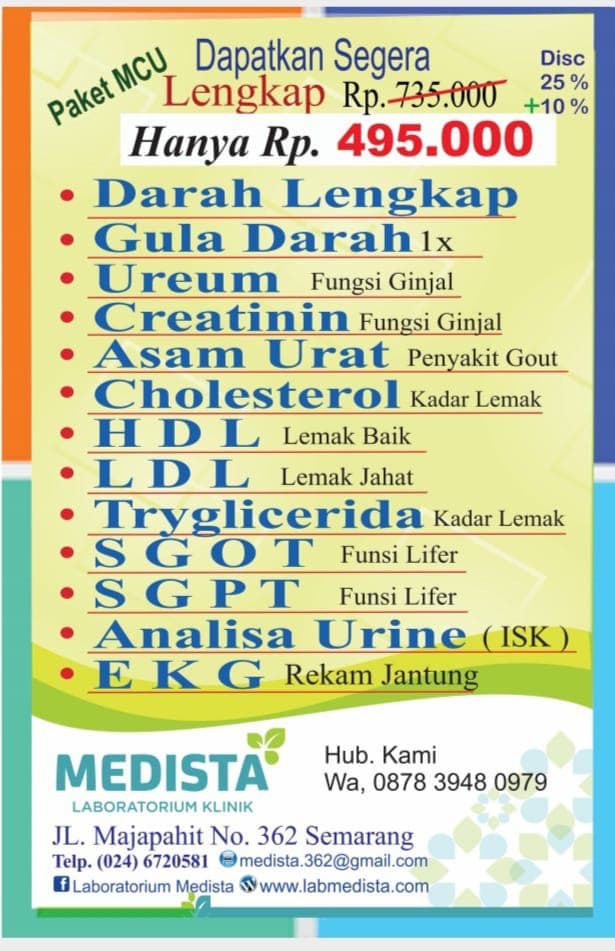 Paket MCU
Dapatkan Segera
Lengkap Rp. 735.000
Disc
25 %
+10 %
Hanya Rp. 495.000
• Darah Lengkap
• Gula Darah 1x
• Ureum Fungsi Ginjal
• Creatinin Fungsi Ginjal
• Asam Urat Penyakit Gout
• Cholesterol Kadar Lemak
• H D L Lemak Baik
• L D L Lemak Jahat
• Tryglicerida Kadar Lemak
• S G O T Funsi Lifer
• S G P T Funsi Lifer
• Analisa Urine ( ISK )
• E K G Rekam Jantung
MEDISTA
LABORATORIUM KLINIK
Hub. Kami
Wa, 0878 3948 0979
JL. Majapahit No. 362 Semarang
Telp. (024) 6720581 medista.362@gmail.com
Laboratorium Medista www.labmedista.com